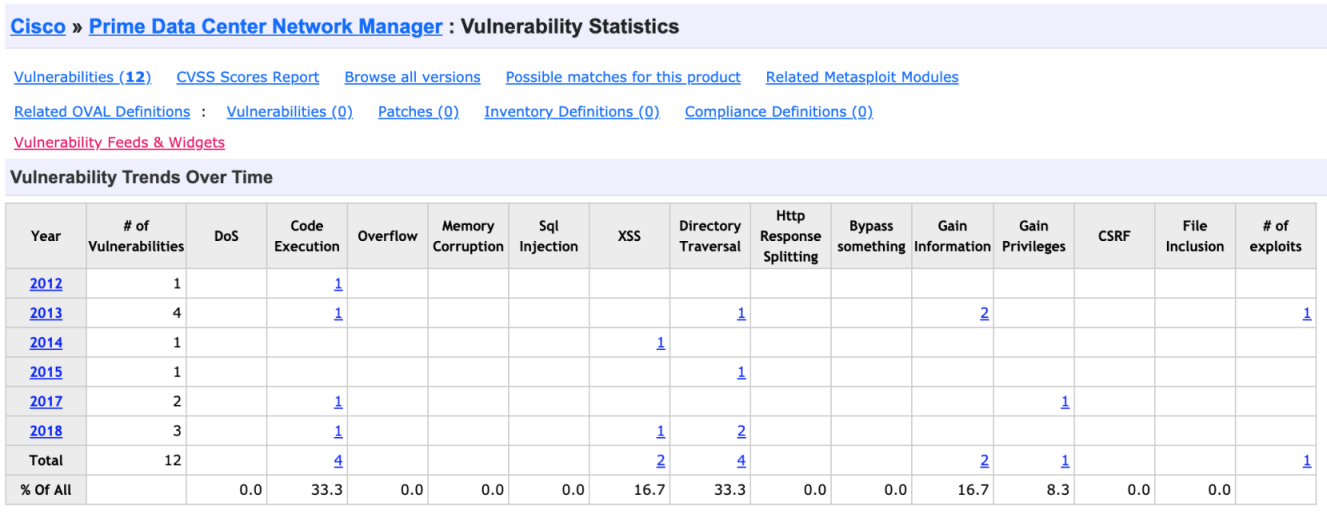 Cisco » Prime Data Center Network Manager : Vulnerability Statistics
Vulnerabilities (12) CVSS Scores Report Browse all versions Possible matches for this product Related Metasploit Modules
Related OVAL Definitions : Vulnerabilities (0) Patches (0) Inventory Definitions (0) Compliance Definitions (0)
Vulnerability Feeds & Widgets
Vulnerability Trends Over Time
Year # of Vulnerabilities DoS Code Execution Overflow Memory Corruption Sql Injection XSS Directory Traversal Http Response Splitting Bypass something Gain Information Gain Privileges CSRF File Inclusion # of exploits
2012 1 1
2013 4 1 1 2 1
2014 1 1
2015 1 1
2017 2 1 1
2018 3 1 1 2
Total 12 4 2 4 2 1 1
% Of All 0.0 33.3 0.0 0.0 0.0 16.7 33.3 0.0 0.0 16.7 8.3 0.0 0.0